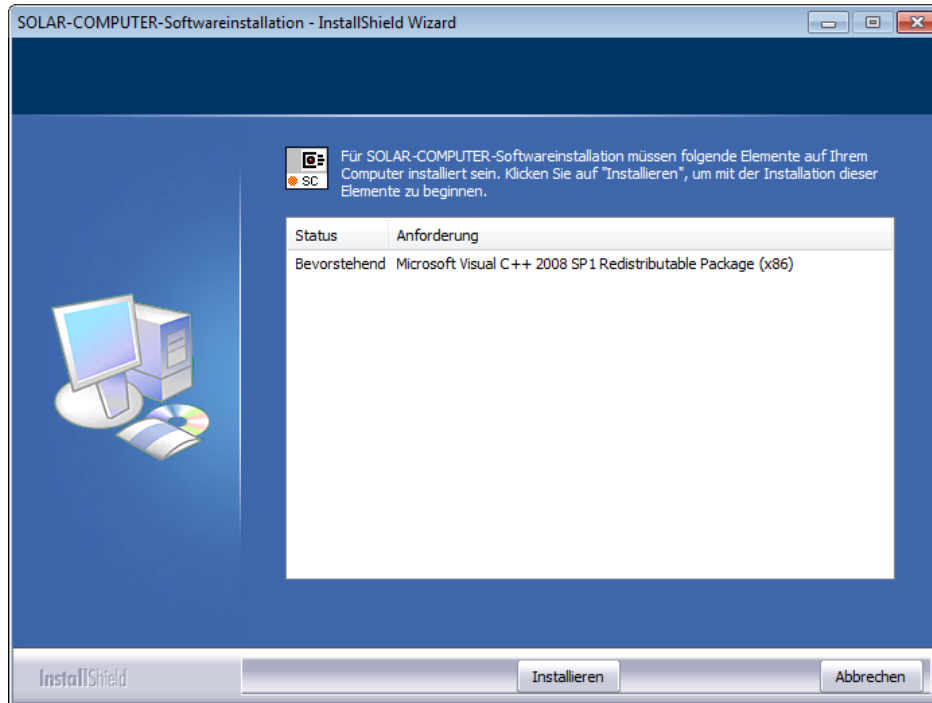 SOLAR-COMPUTER-Softwareinstallation - InstallShield Wizard
SC
Für SOLAR-COMPUTER-Softwareinstallation müssen folgende Elemente auf Ihrem
Computer installiert sein. Klicken Sie auf "Installieren", um mit der Installation dieser
Elemente zu beginnen.
Status Anforderung
Bevorstehend Microsoft Visual C++ 2008 SP1 Redistributable Package (x86)
InstallShield
Installieren Abbrechen